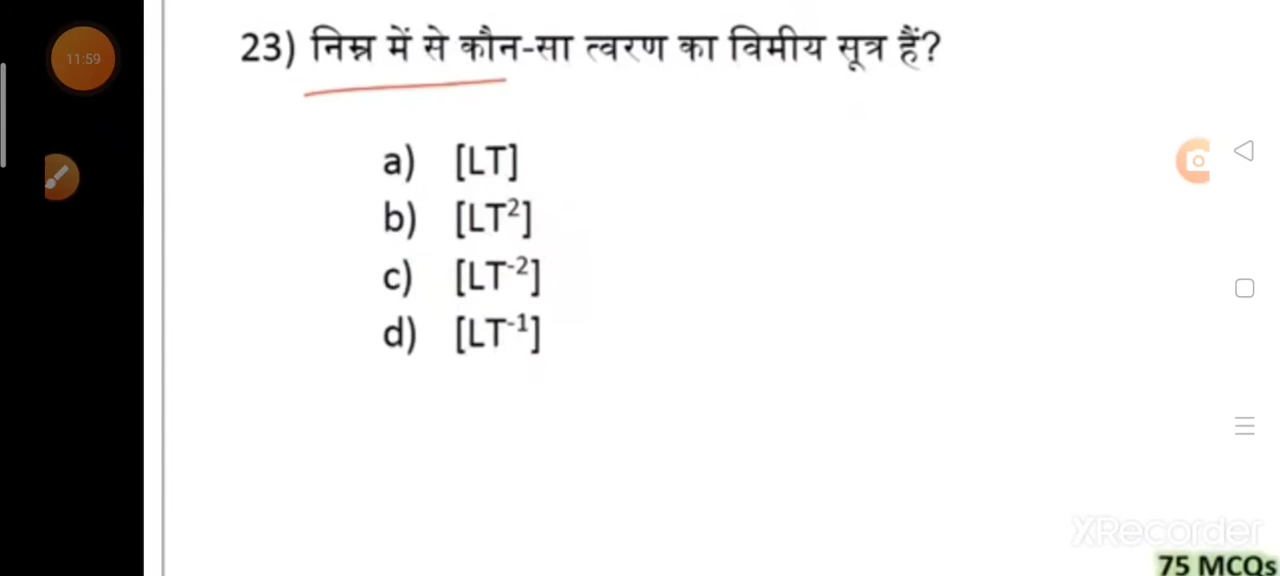 11:59
23) निम्न में से कौन-सा त्वरण का विमीय सूत्र हैं?
a) [LT]
b) [LT²]
c) [LT⁻²]
d) [LT⁻¹]
XRecorder
75 MCQs